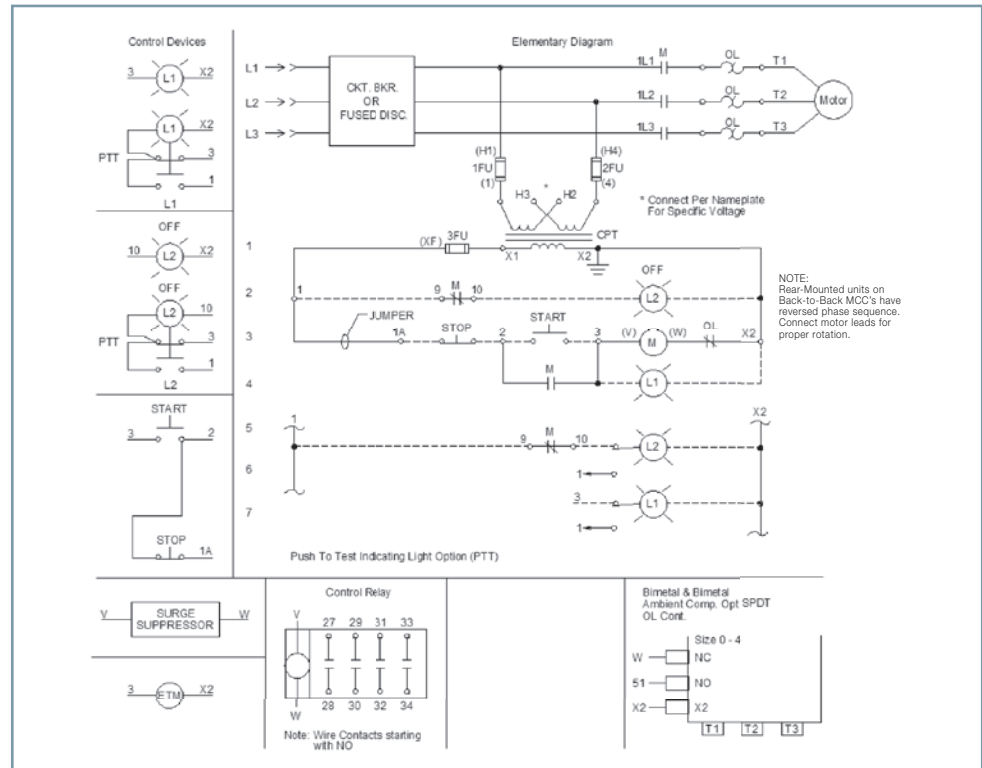 Control Devices
3 L1 X2
L1 X2
PTT 3
1
L1
OFF
10 L2 X2
OFF
L2 10
PTT 3
1
L2
START
3 2
STOP 1A
Elementary Diagram
L1 CKT. BKR. OR FUSED DISC. 1L1 M OL T1
L2 1L2 OL T2 Motor
L3 1L3 OL T3
(H1) (H4)
1FU 2FU
(1) H3 * H2 (4)
* Connect Per Nameplate
For Specific Voltage
1 (XF) 3FU X1 X2 CPT
OFF
2 1 9 M 10 L2
JUMPER
3 1A STOP 2 START 3 (V) M (W) OL X2
4 M L1
NOTE:
Rear-Mounted units on
Back-to-Back MCC's have
reversed phase sequence.
Connect motor leads for
proper rotation.
5 1 X2
9 M 10 L2
6 1
7 3 L1
1
Push To Test Indicating Light Option (PTT)
V SURGE W
SUPPRESSOR
3 ETM X2
Control Relay
V 27 29 31 33
W 28 30 32 34
Note: Wire Contacts starting
with NO
Bimetal & Bimetal
Ambient Comp. Opt SPDT
OL Cont.
Size 0 - 4
W NC
51 NO
X2 X2
T1 T2 T3